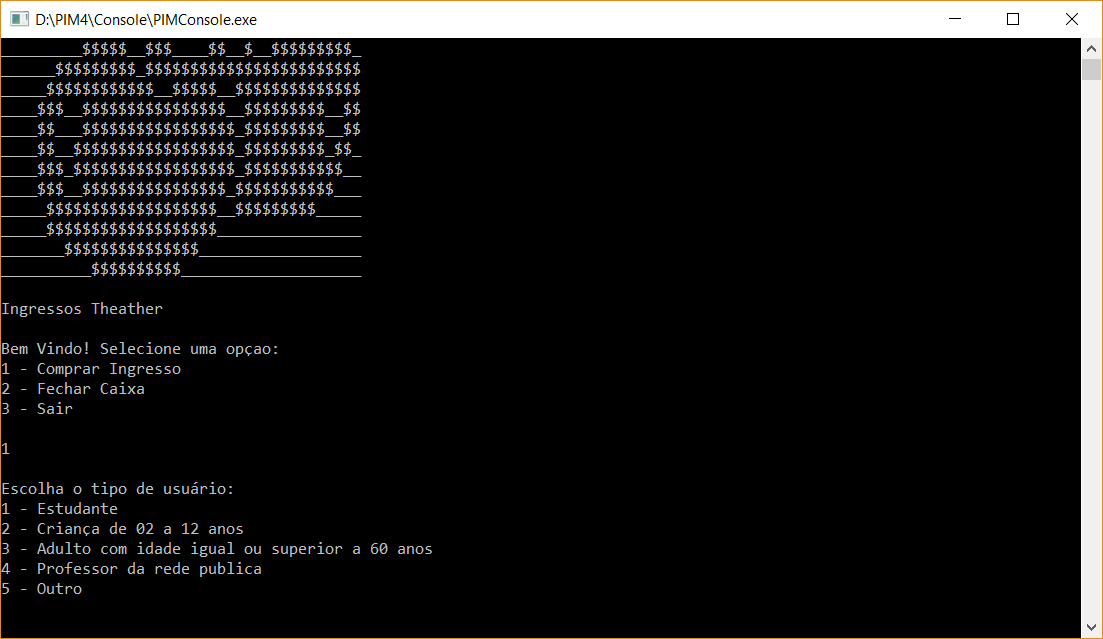 D:\PIM4\Console\PIMConsole.exe
_________$$$$$__$$$____$$__$__$$$$$$$$$_
______$$$$$$$$$_$$$$$$$$$$$$$$$$$$$$$$$$
_____$$$$$$$$$$$$__$$$$$__$$$$$$$$$$$$$$
____$$$__$$$$$$$$$$$$$$$$__$$$$$$$$$__$$
____$$___$$$$$$$$$$$$$$$$$_$$$$$$$$$__$$
____$$__$$$$$$$$$$$$$$$$$$_$$$$$$$$$_$$_
____$$$_$$$$$$$$$$$$$$$$$$_$$$$$$$$$$$__
____$$$__$$$$$$$$$$$$$$$$_$$$$$$$$$$$___
_____$$$$$$$$$$$$$$$$$$$__$$$$$$$$$_____
_____$$$$$$$$$$$$$$$$$$$________________
_______$$$$$$$$$$$$$$$__________________
__________$$$$$$$$$$____________________
Ingressos Theather
Bem Vindo! Selecione uma opçao:
1 - Comprar Ingresso
2 - Fechar Caixa
3 - Sair
1
Escolha o tipo de usuário:
1 - Estudante
2 - Criança de 02 a 12 anos
3 - Adulto com idade igual ou superior a 60 anos
4 - Professor da rede publica
5 - Outro